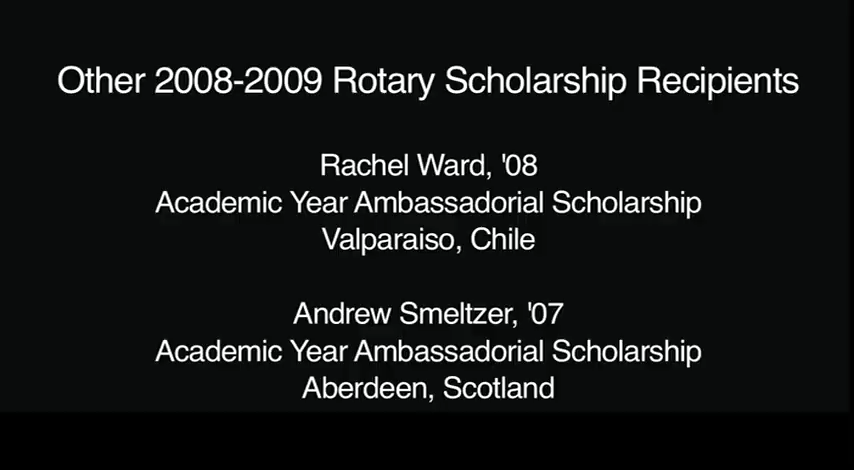 Other 2008-2009 Rotary Scholarship Recipients
Rachel Ward, '08
Academic Year Ambassadorial Scholarship
Valparaiso, Chile
Andrew Smeltzer, '07
Academic Year Ambassadorial Scholarship
Aberdeen, Scotland